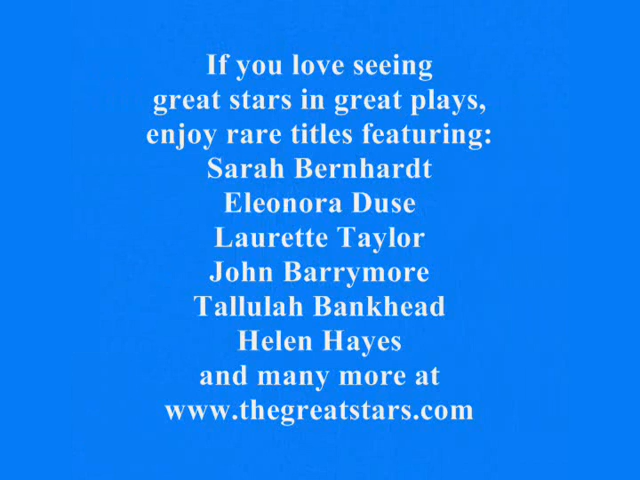 If you love seeing
great stars in great plays,
enjoy rare titles featuring:
Sarah Bernhardt
Eleonora Duse
Laurette Taylor
John Barrymore
Tallulah Bankhead
Helen Hayes
and many more at
www.thegreatstars.com